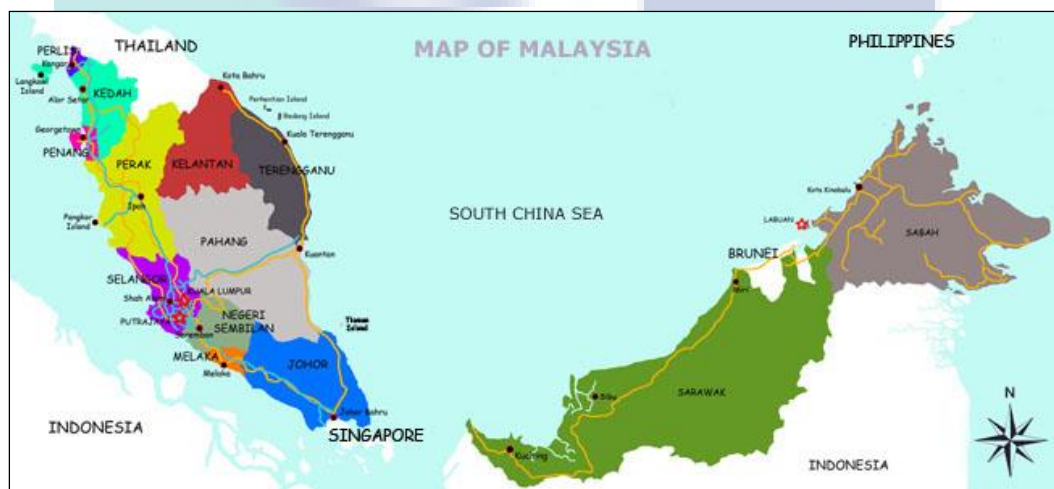 MAP OF MALAYSIA
THAILAND
PHILIPPINES
PERLIS
Kangar
Langkawi Island
Alor Setar
KEDAH
Kota Bahru
Perhentian Island
Redang Island
Georgetown
PENANG
Kuala Terengganu
PERAK
KELANTAN
TERENGGANU
Kota Kinabalu
Ipoh
Pangkor Island
SOUTH CHINA SEA
LABUAN
SABAH
PAHANG
Kuantan
BRUNEI
SELANGOR
KUALA LUMPUR
Shah Alam
Miri
PUTRAJAYA
NEGERI SEMBILAN
Seremban
Tioman Island
MELAKA
JOHOR
Melaka
SARAWAK
Sibu
N
Johor Bahru
INDONESIA
SINGAPORE
Kuching
INDONESIA